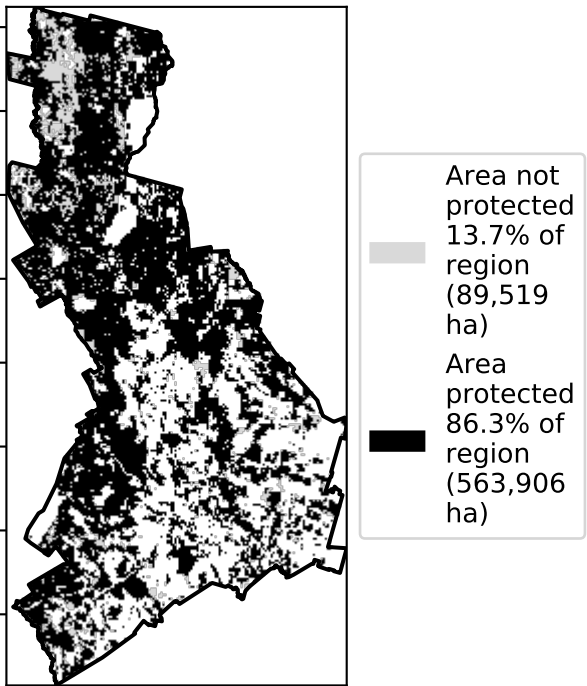 Area not
protected
13.7% of
region
(89,519
ha)
Area
protected
86.3% of
region
(563,906
ha)